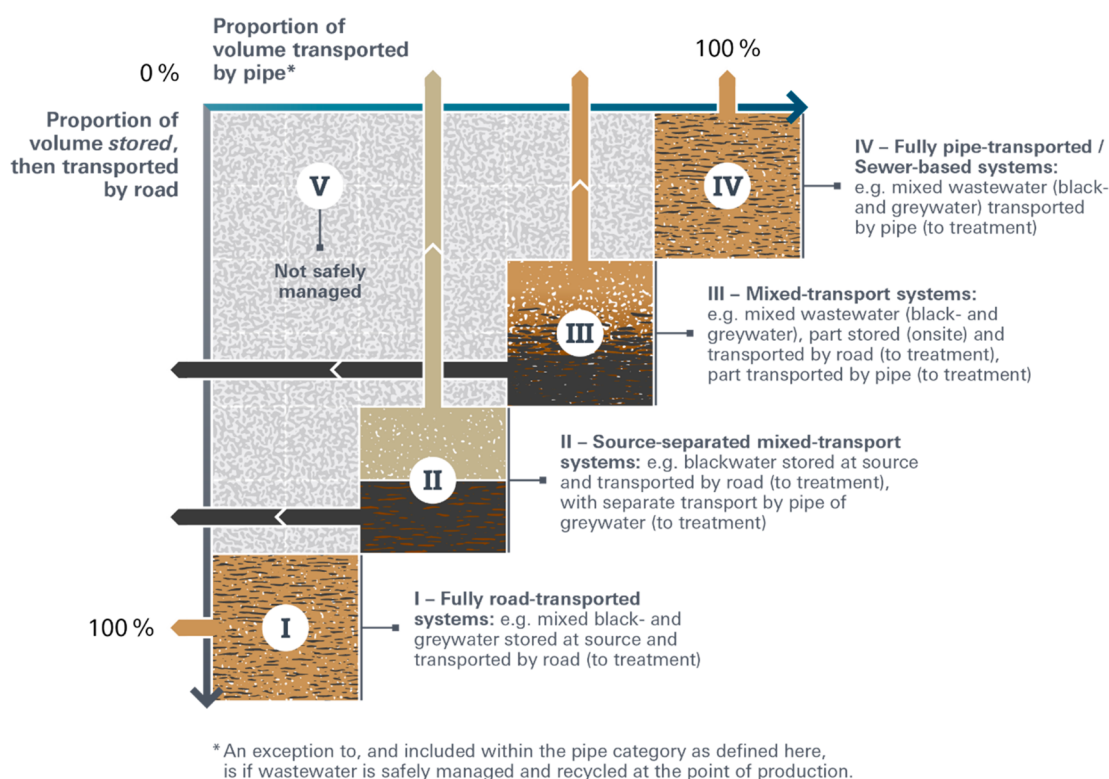 Proportion of
volume transported
by pipe*
0 %
100 %
Proportion of
volume stored,
then transported
by road
V
Not safely
managed
IV
IV – Fully pipe-transported /
Sewer-based systems:
e.g. mixed wastewater (black-
and greywater) transported
by pipe (to treatment)
III
III – Mixed-transport systems:
e.g. mixed wastewater (black- and
greywater), part stored (onsite) and
transported by road (to treatment),
part transported by pipe (to treatment)
II
II – Source-separated mixed-transport
systems: e.g. blackwater stored at source
and transported by road (to treatment),
with separate transport by pipe of
greywater (to treatment)
100 %
I
I – Fully road-transported
systems: e.g. mixed black- and
greywater stored at source and
transported by road (to treatment)
* An exception to, and included within the pipe category as defined here,
is if wastewater is safely managed and recycled at the point of production.